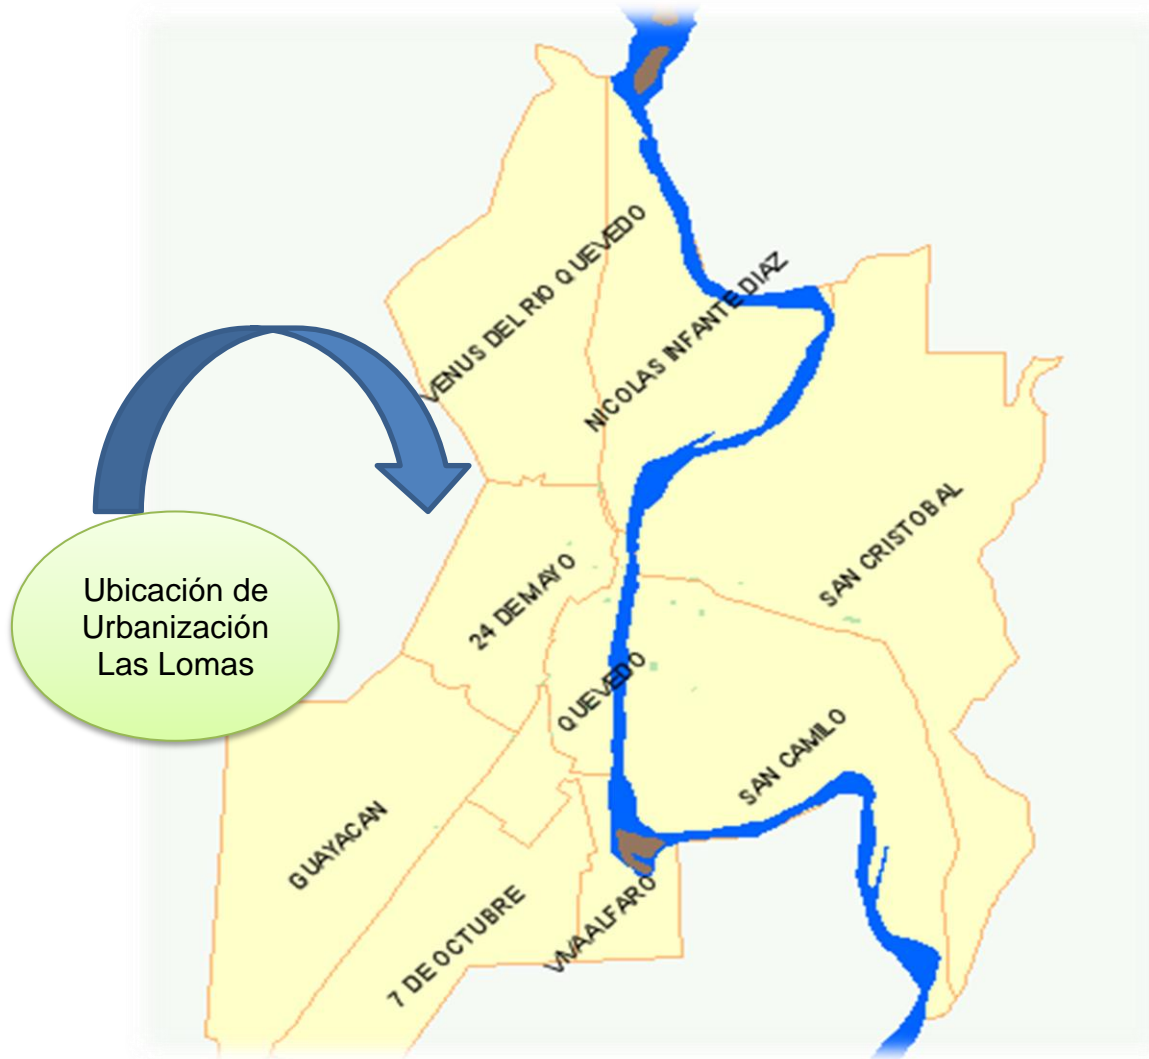 VENUS DEL RIO QUEVEDO
NICOLAS INFANTE DIAZ
SAN CRISTOBAL
24 DE MAYO
Ubicación de
Urbanización
Las Lomas
QUEVEDO
SAN CAMILO
GUAYACAN
7 DE OCTUBRE
VIVA ALFARO